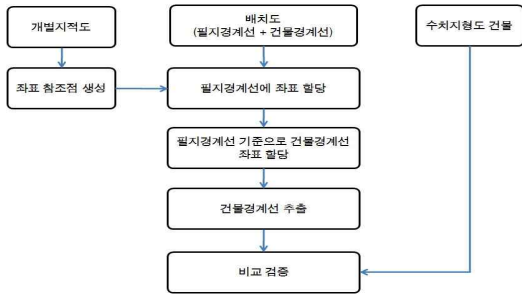 개별지적도
배치도
(필지경계선 + 건물경계선)
수치지형도 건물
좌표 참조점 생성
필지경계선에 좌표 할당
필지경계선 기준으로 건물경계선
좌표 할당
건물경계선 추출
비교 검증